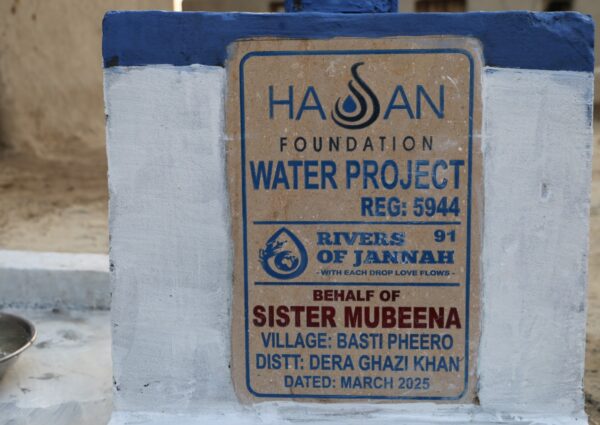 HASSAN
FOUNDATION
WATER PROJECT
REG: 5944
RIVERS 91
OF JANNAH
- WITH EACH DROP LOVE FLOWS -
BEHALF OF
SISTER MUBEENA
VILLAGE: BASTI PHEERO
DISTT: DERA GHAZI KHAN
DATED: MARCH 2025